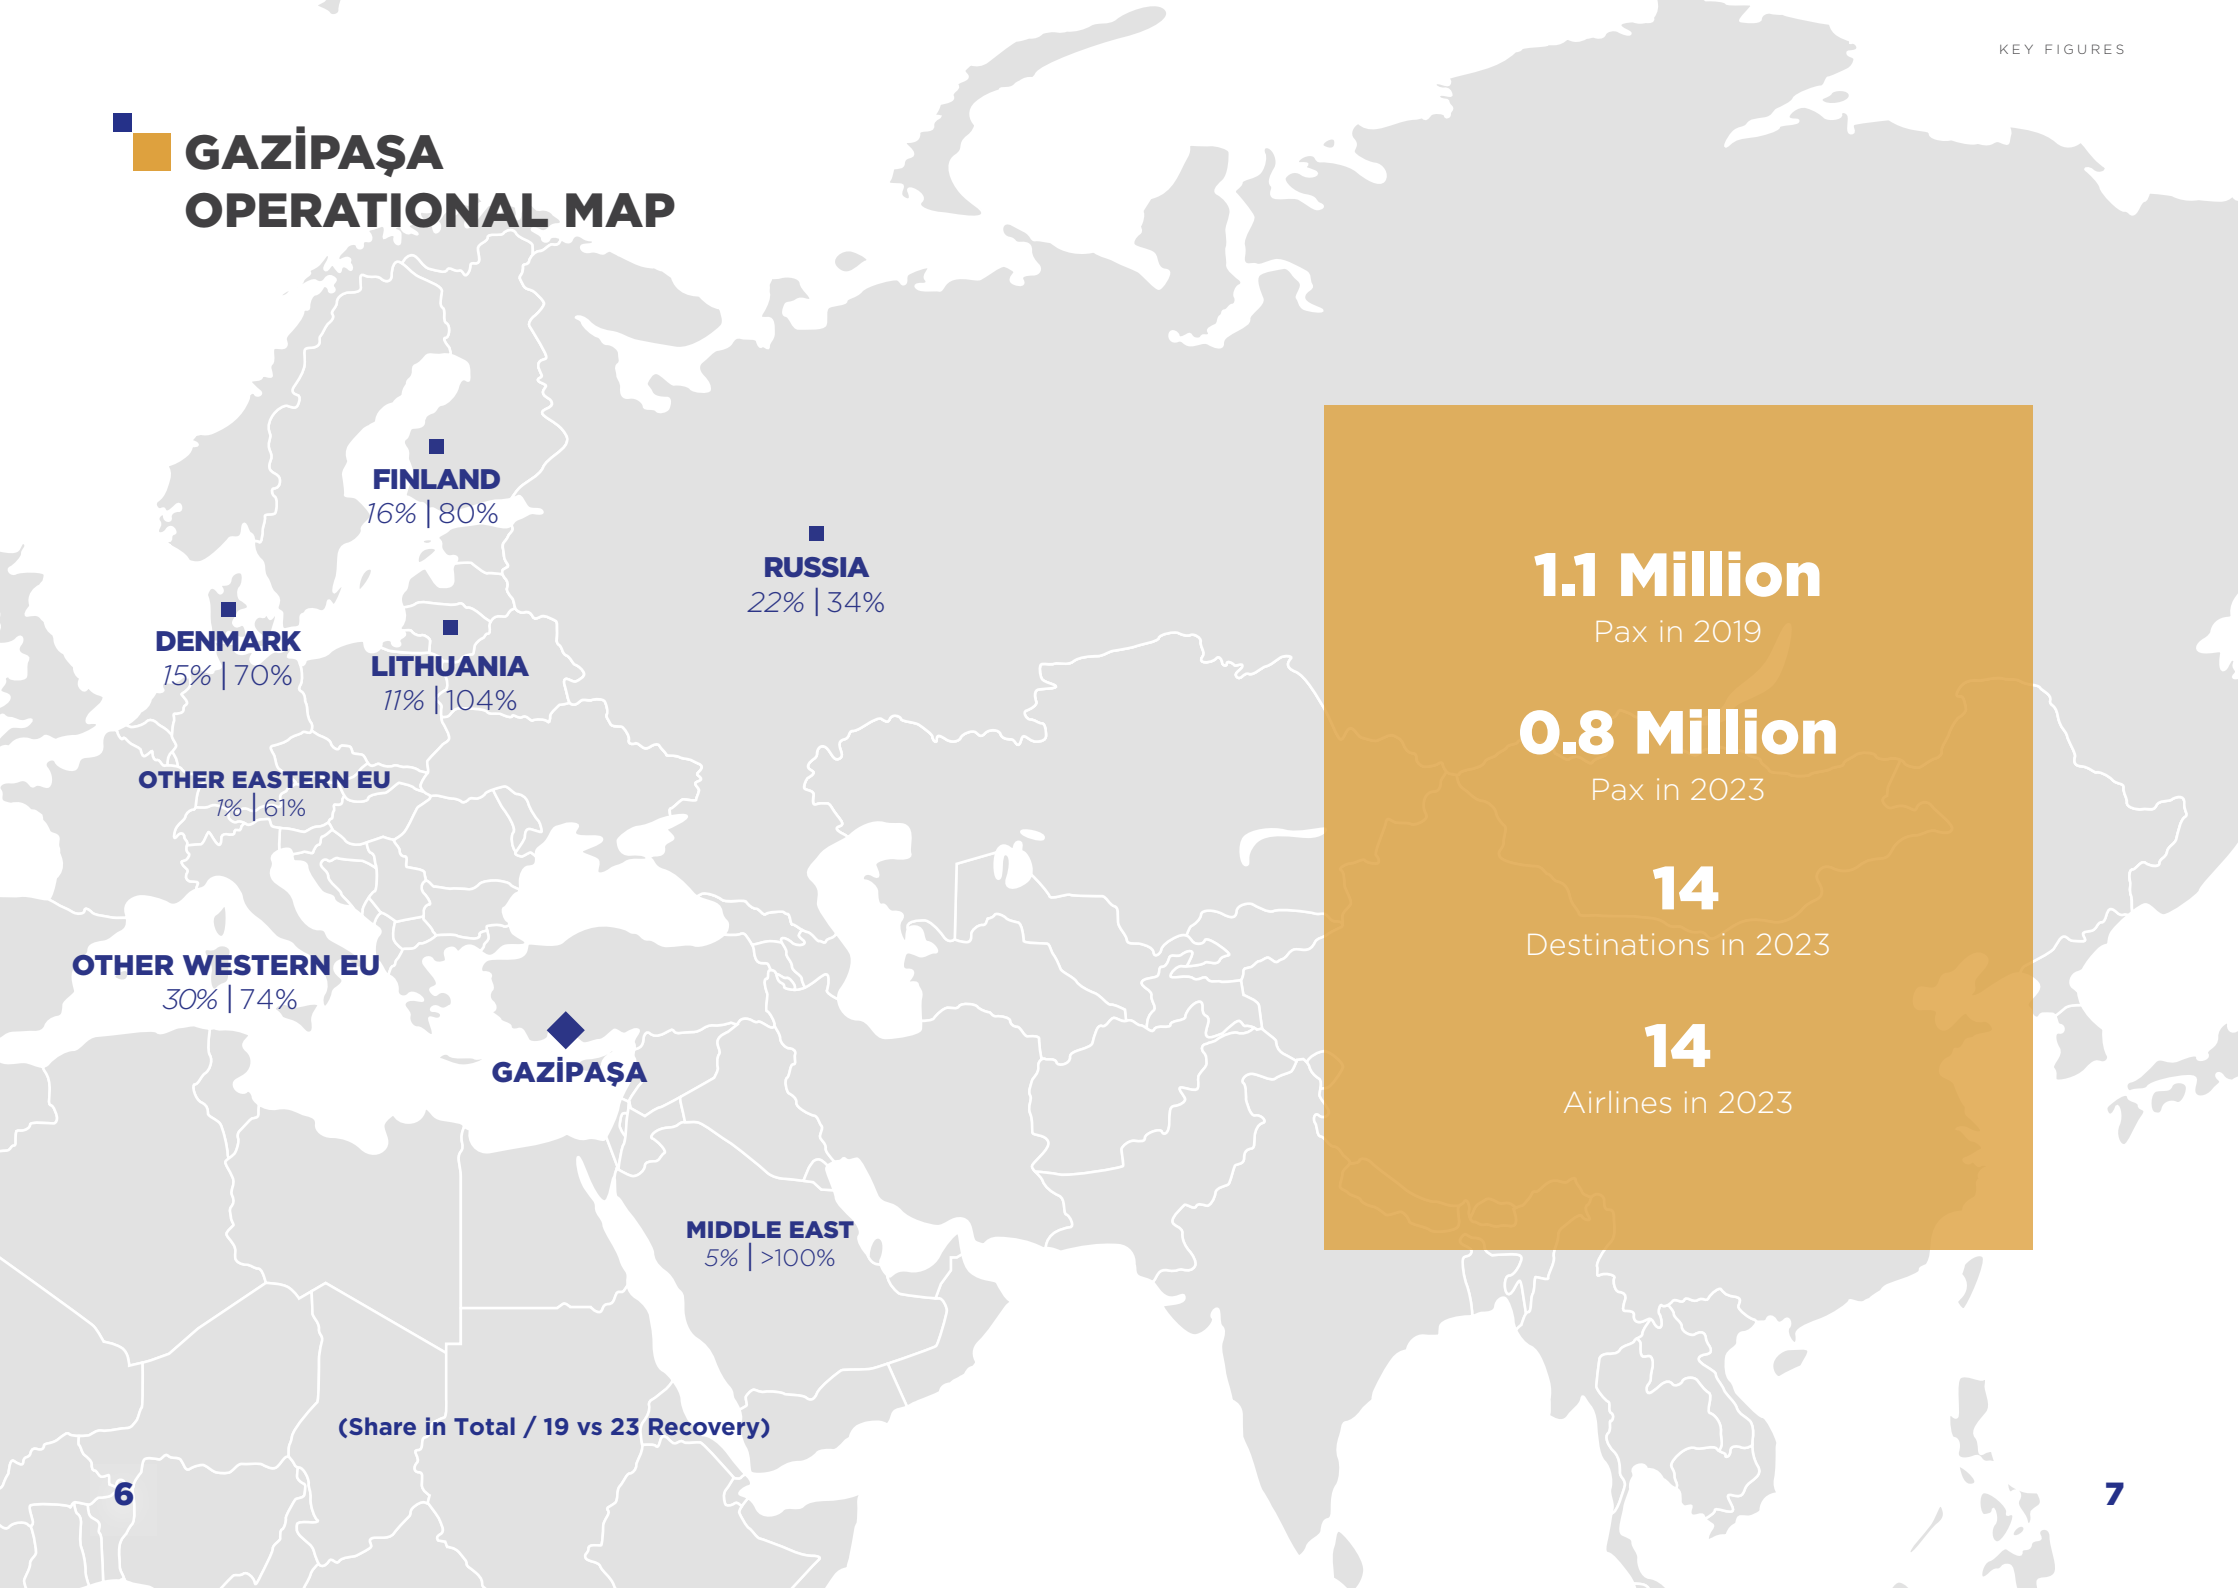 KEY FIGURES
GAZİPAŞA
OPERATIONAL MAP
FINLAND
16% | 80%
RUSSIA
22% | 34%
DENMARK
15% | 70%
LITHUANIA
11% | 104%
OTHER EASTERN EU
1% | 61%
OTHER WESTERN EU
30% | 74%
GAZİPAŞA
MIDDLE EAST
5% | >100%
(Share in Total / 19 vs 23 Recovery)
1.1 Million
Pax in 2019
0.8 Million
Pax in 2023
14
Destinations in 2023
14
Airlines in 2023
6
7